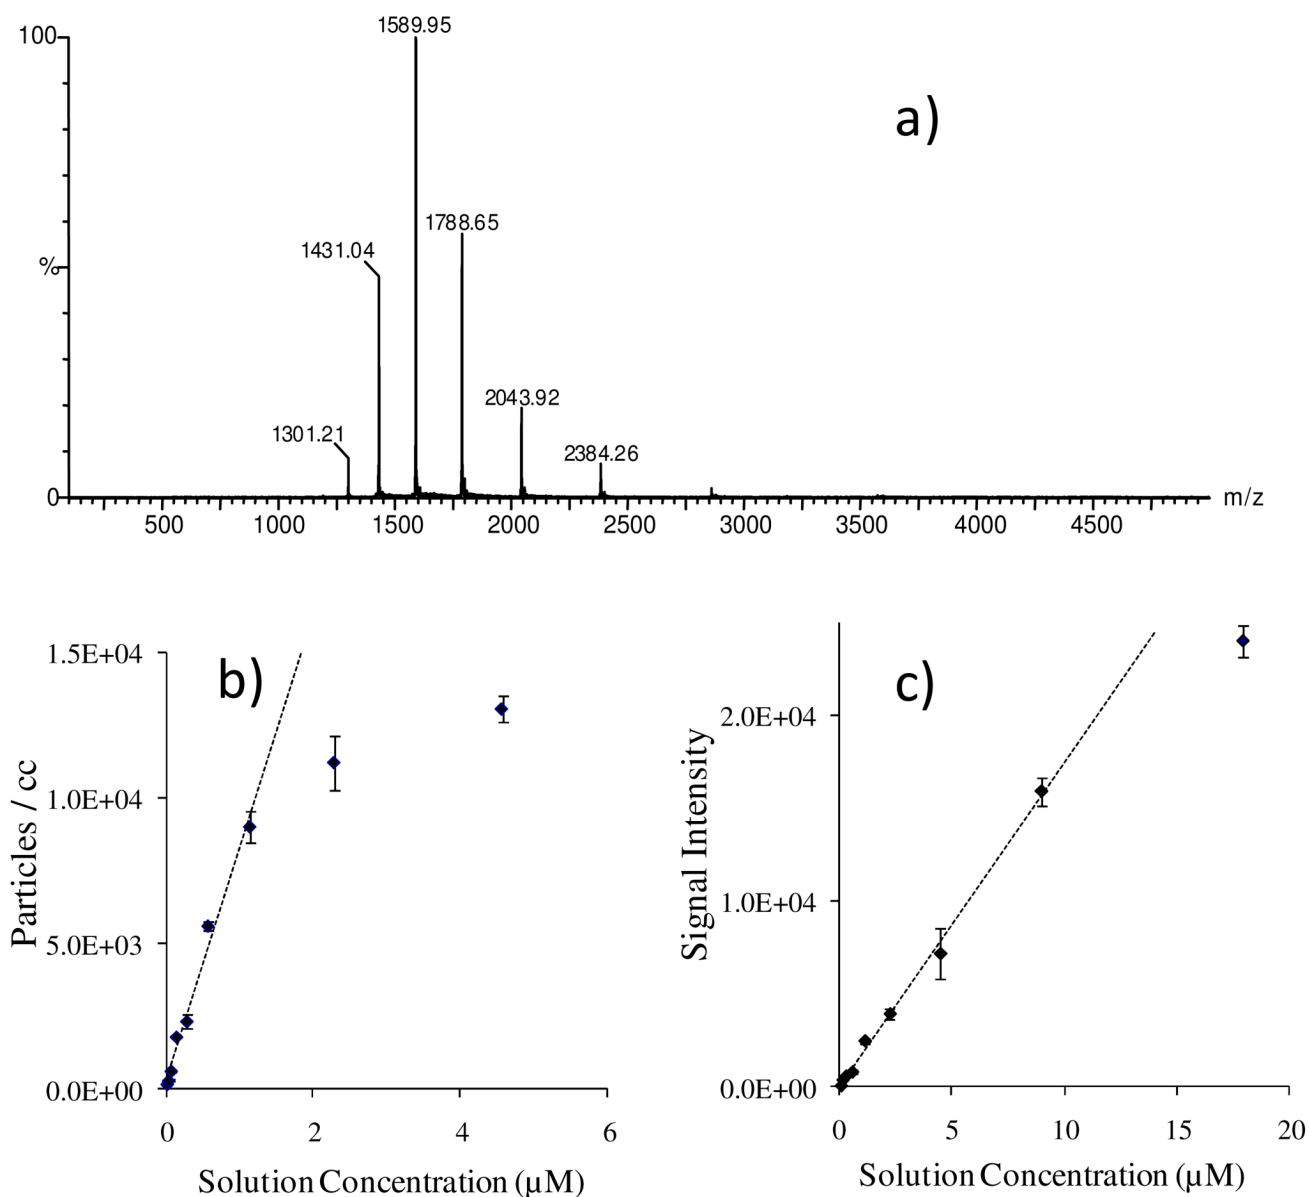 1589.95
100
a)
1788.65
1431.04
%
2043.92
1301.21
2384.26
0
m/z
500 1000 1500 2000 2500 3000 3500 4000 4500
b)
1.5E+04
1.0E+04
5.0E+03
0.0E+00
Particles / cc
0 2 4 6
Solution Concentration (µM)
c)
2.0E+04
1.0E+04
0.0E+00
Signal Intensity
0 5 10 15 20
Solution Concentration (µM)